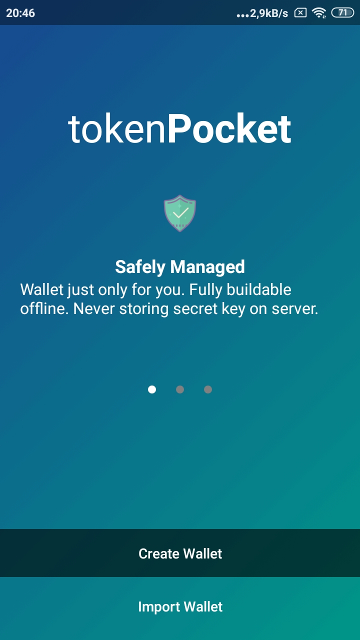 20:46 ...2,9kB/s 71
tokenPocket
Safely Managed
Wallet just only for you. Fully buildable
offline. Never storing secret key on server.
Create Wallet
Import Wallet